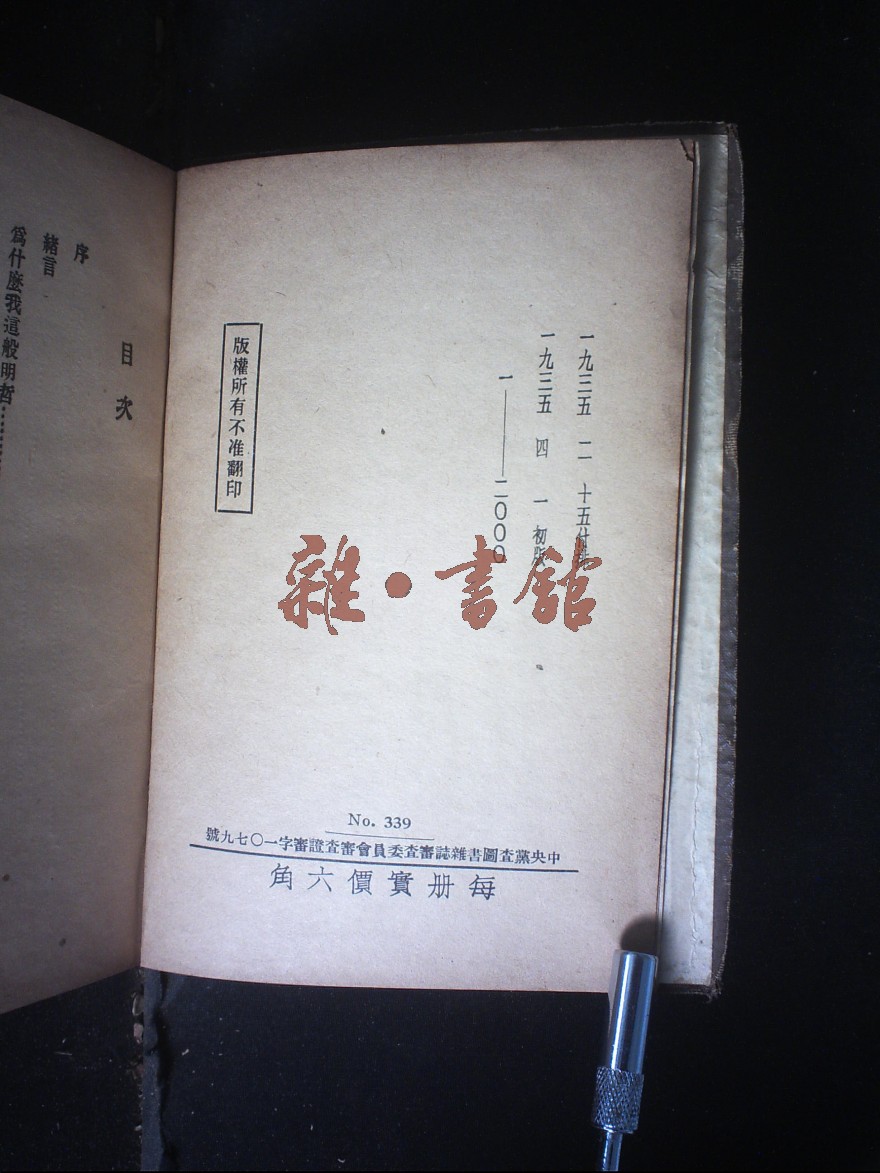 一九三五 二 十五付排
一九三五 四 一 初版
一——二〇〇〇
版權所有不准翻印
雜·書館
No. 339
中央黨查圖書雜誌審查委員會審查證審字一〇七九號
每册實價六角
目次
序
緒言
爲什麼我這般明哲………